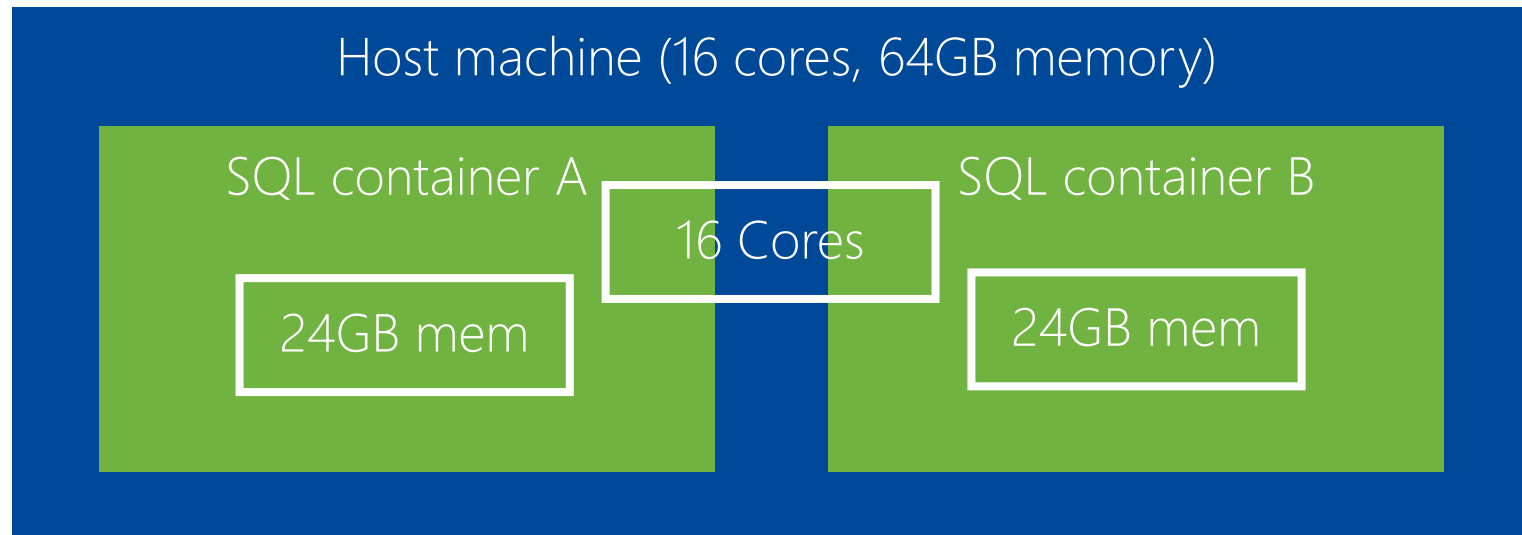 Host machine (16 cores, 64GB memory)
SQL container A
SQL container B
16 Cores
24GB mem
24GB mem